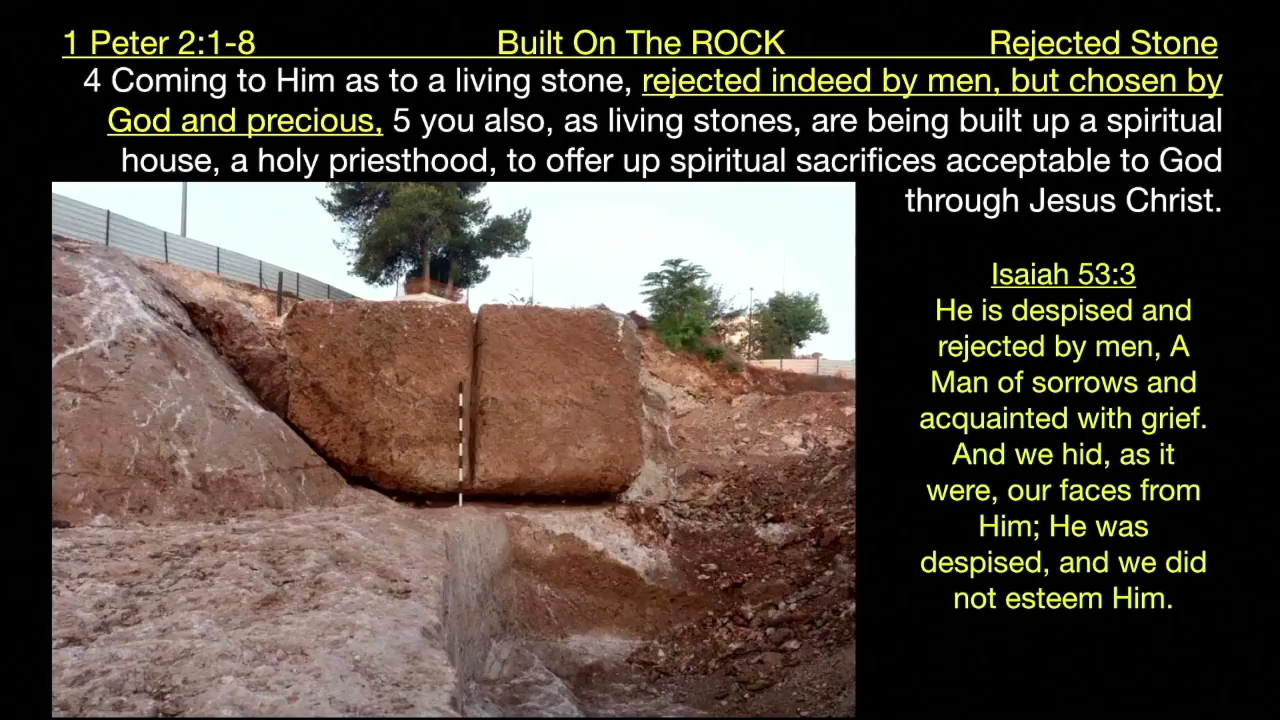 1 Peter 2:1-8 Built On The ROCK Rejected Stone
4 Coming to Him as to a living stone, rejected indeed by men, but chosen by
God and precious, 5 you also, as living stones, are being built up a spiritual
house, a holy priesthood, to offer up spiritual sacrifices acceptable to God
through Jesus Christ.
Isaiah 53:3
He is despised and
rejected by men, A
Man of sorrows and
acquainted with grief.
And we hid, as it
were, our faces from
Him; He was
despised, and we did
not esteem Him.